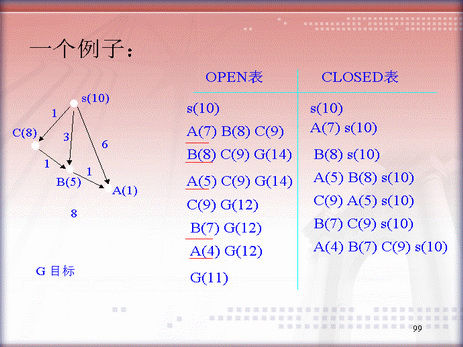 一个例子：
OPEN表 CLOSED表
s(10) s(10)
A(7) B(8) C(9) A(7) s(10)
B(8) C(9) G(14) B(8) s(10)
A(5) C(9) G(14) A(5) B(8) s(10)
C(9) G(12) C(9) A(5) s(10)
B(7) G(12) B(7) C(9) s(10)
A(4) G(12) A(4) B(7) C(9) s(10)
G(11)
s(10)
1
C(8)
3
6
1
B(5)
1
A(1)
8
G 目标
99